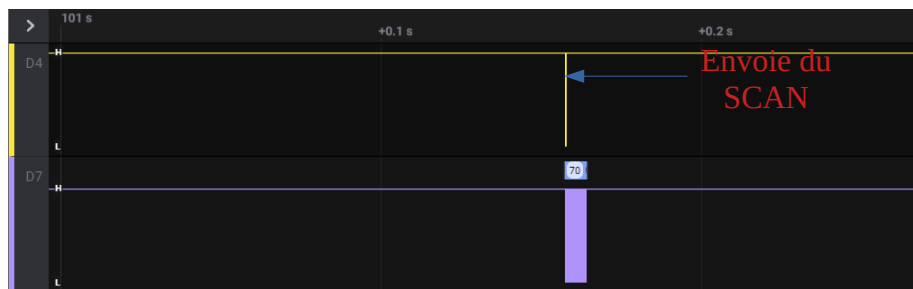 101 s
+0.1 s
+0.2 s
D4
H
L
Envoie du
SCAN
D7
H
L
70